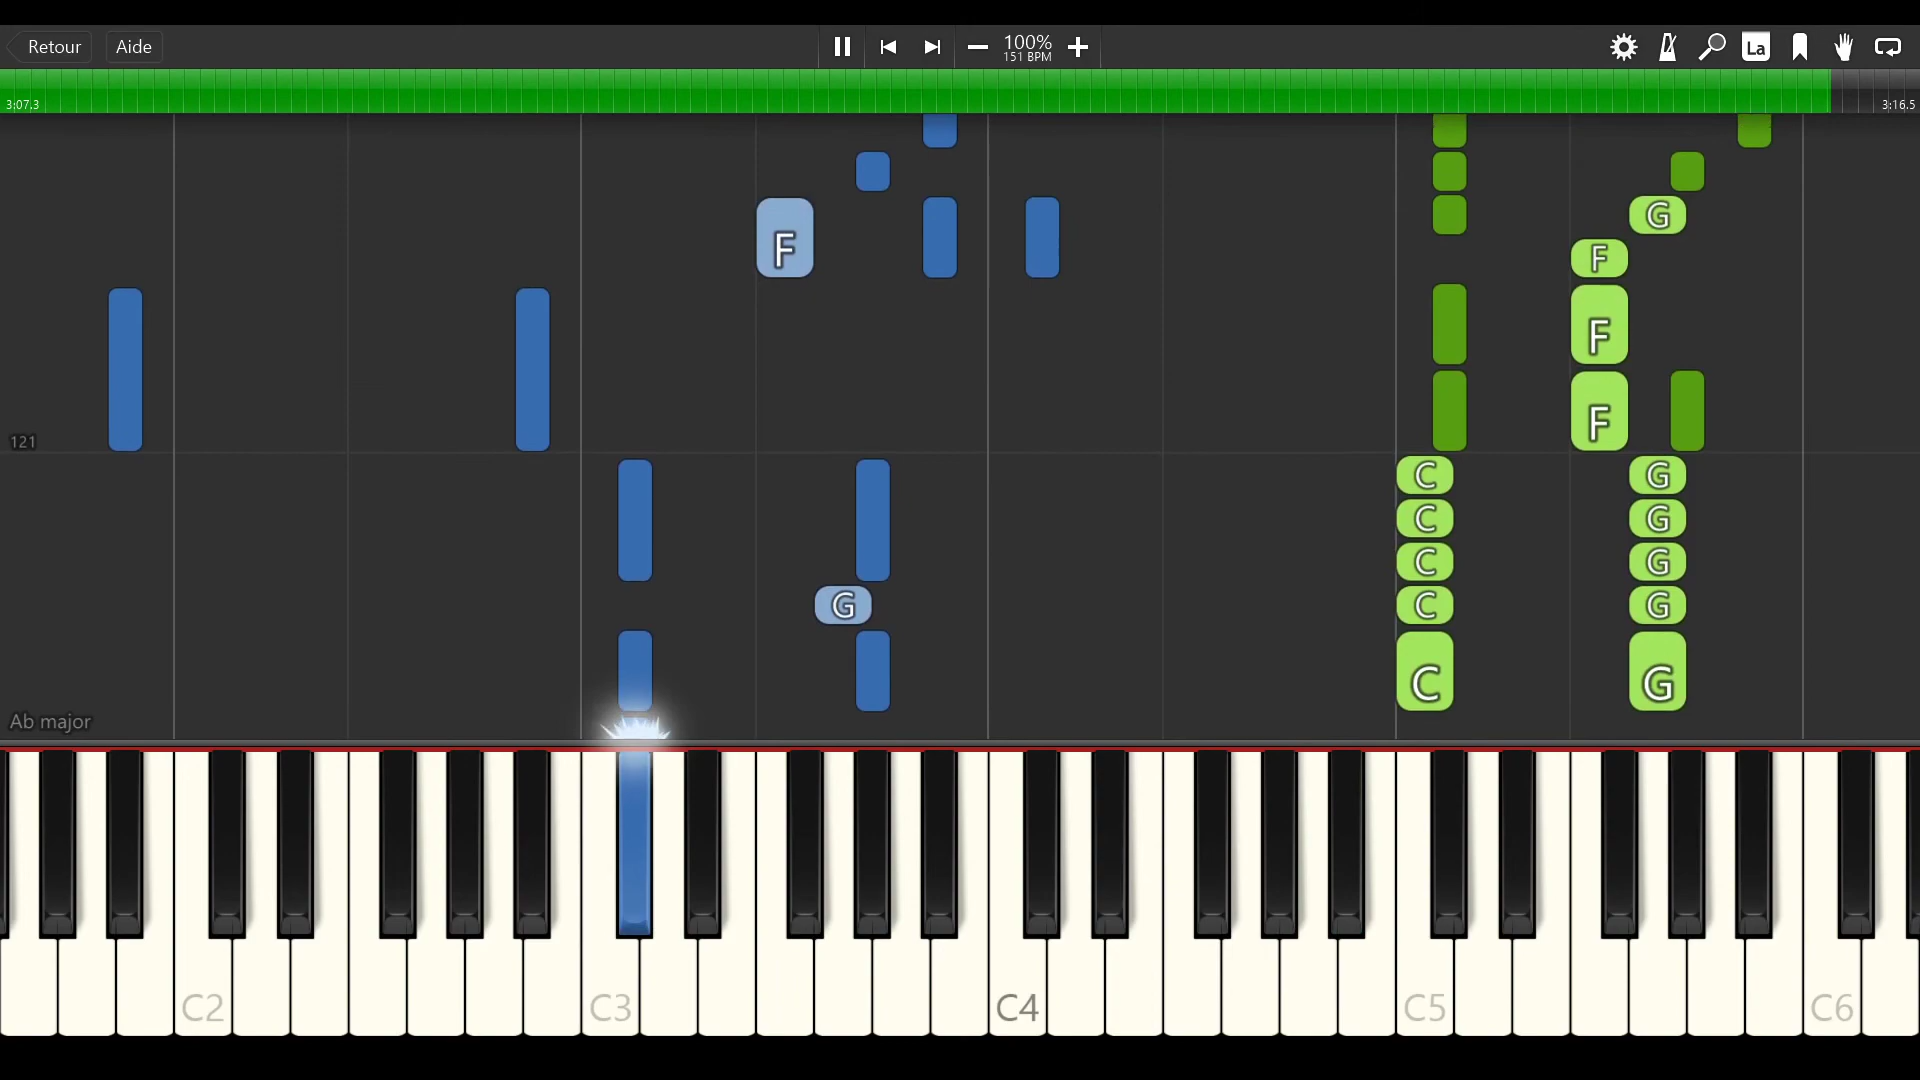 Retour
Aide
100%
151 BPM
La
3:07.3
3:16.5
F
G
F
F
121
F
C G
C G
C G
G C G
C G
Ab major
C2 C3 C4 C5 C6